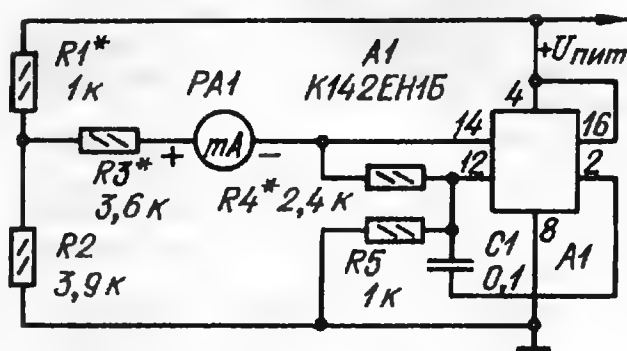 R1*
1к
PA1
A1
К142ЕН1Б
+Uпит
4
14
16
mA
+
−
12
2
R3*
3,6к
R4* 2,4к
R2
3,9к
R5
1к
C1
0,1
8
A1